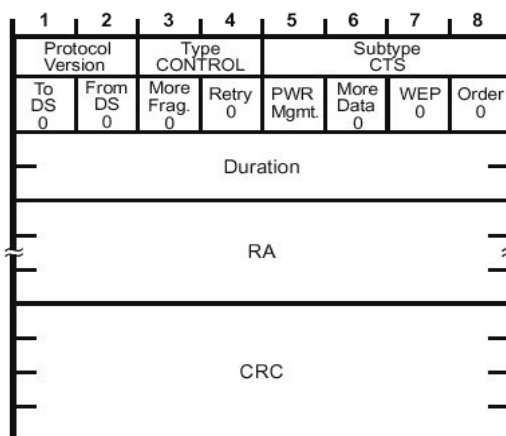 1 2 3 4 5 6 7 8
Protocol Version Type CONTROL Subtype CTS
To DS 0 From DS 0 More Frag. 0 Retry 0 PWR Mgmt. More Data 0 WEP 0 Order 0
Duration
RA
CRC